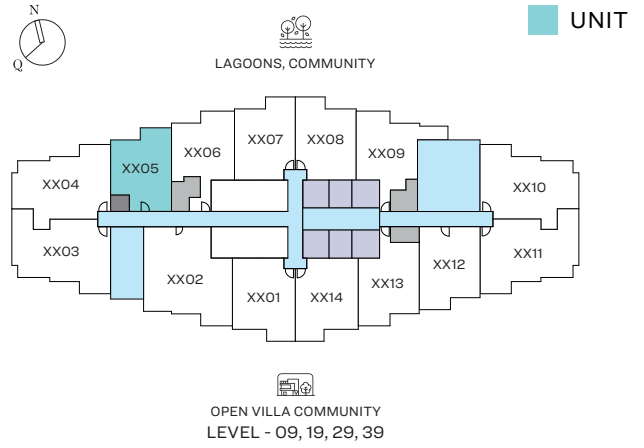 N
Q
UNIT
LAGOONS, COMMUNITY
XX07 XX08
XX06 XX09
XX05
XX04 XX10
XX03 XX11
XX02 XX12
XX01 XX14 XX13
OPEN VILLA COMMUNITY
LEVEL - 09, 19, 29, 39